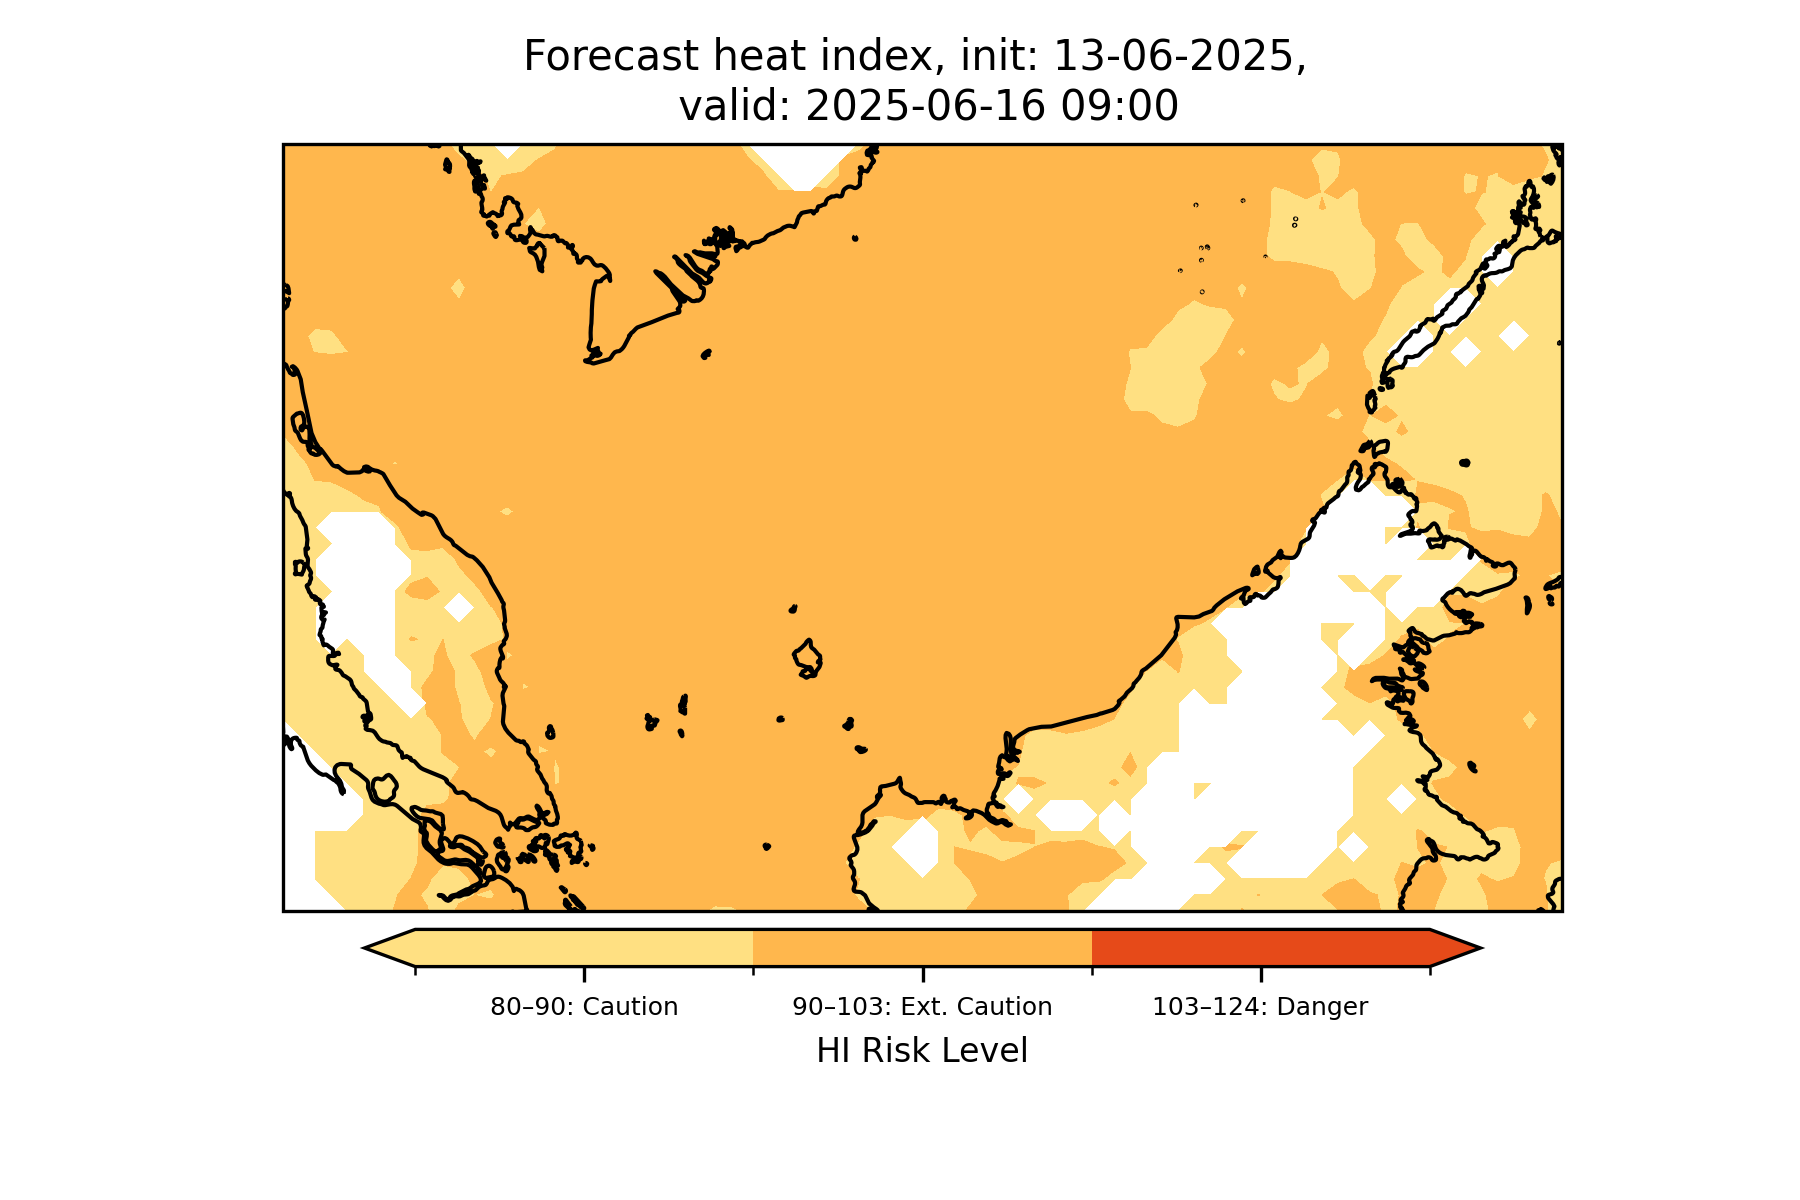 Forecast heat index, init: 13-06-2025,
valid: 2025-06-16 09:00
80–90: Caution
90–103: Ext. Caution
103–124: Danger
HI Risk Level